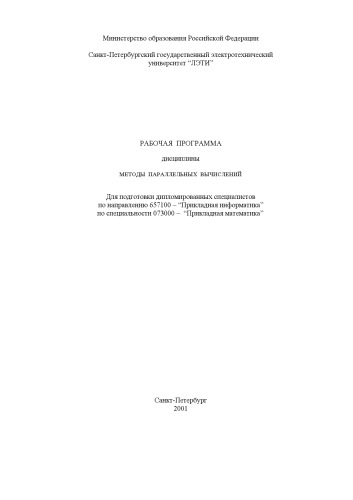 Министерство образования Российской Федерации
Санкт-Петербургский государственный электротехнический
университет “ЛЭТИ”
РАБОЧАЯ ПРОГРАММА
дисциплины
МЕТОДЫ ПАРАЛЛЕЛЬНЫХ ВЫЧИСЛЕНИЙ
Для подготовки дипломированных специалистов
по направлению 657100 – “Прикладная информатика”
по специальности 073000 – “Прикладная математика”
Санкт-Петербург
2001